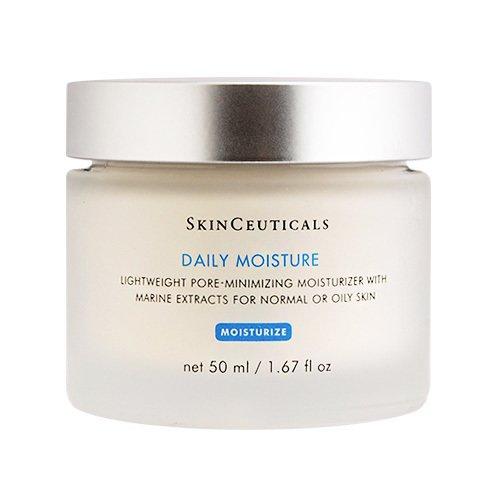 SKINCEUTICALS
DAILY MOISTURE
LIGHTWEIGHT PORE-MINIMIZING MOISTURIZER WITH
MARINE EXTRACTS FOR NORMAL OR OILY SKIN
MOISTURIZE
net 50 ml / 1.67 fl oz